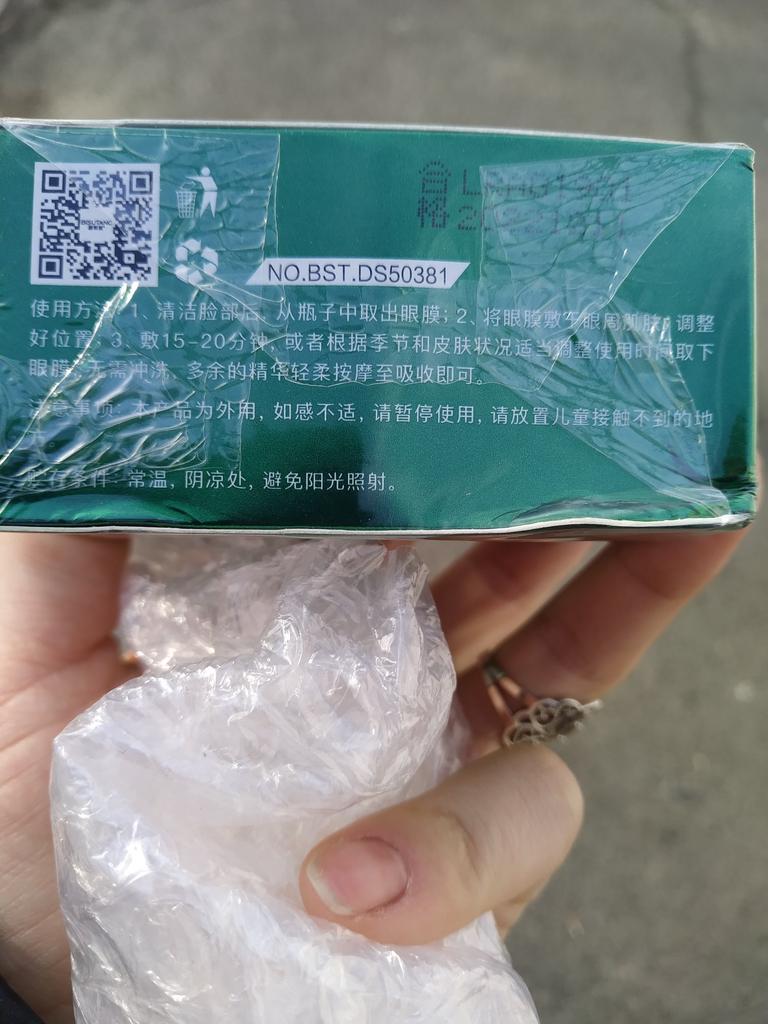 BISUTANG
合格
NO.BST.DS50381
使用方法: 1、清洁脸部后, 从瓶子中取出眼膜; 2、将眼膜敷于眼周肌肤, 调整
好位置; 3、敷15-20分钟, 或者根据季节和皮肤状况适当调整使用时间取下
眼膜, 无需冲洗, 多余的精华轻柔按摩至吸收即可。
注意事项: 本产品为外用, 如感不适, 请暂停使用, 请放置儿童接触不到的地
存条件: 常温, 阴凉处, 避免阳光照射。